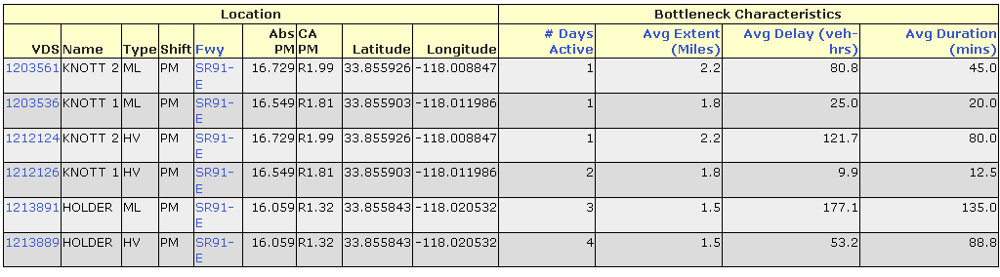 Location Bottleneck Characteristics
Abs CA # Days Avg Extent Avg Delay (veh- Avg Duration
VDS Name Type Shift Fwy PM PM Latitude Longitude Active (Miles) hrs) (mins)
1203561 KNOTT 2 ML PM SR91- 16.729 R1.99 33.855926 -118.008847 1 2.2 80.8 45.0
E
1203536 KNOTT 1 ML PM SR91- 16.549 R1.81 33.855903 -118.011986 1 1.8 25.0 20.0
E
1212124 KNOTT 2 HV PM SR91- 16.729 R1.99 33.855926 -118.008847 1 2.2 121.7 80.0
E
1212126 KNOTT 1 HV PM SR91- 16.549 R1.81 33.855903 -118.011986 2 1.8 9.9 12.5
E
1213891 HOLDER ML PM SR91- 16.059 R1.32 33.855843 -118.020532 3 1.5 177.1 135.0
E
1213889 HOLDER HV PM SR91- 16.059 R1.32 33.855843 -118.020532 4 1.5 53.2 88.8
E